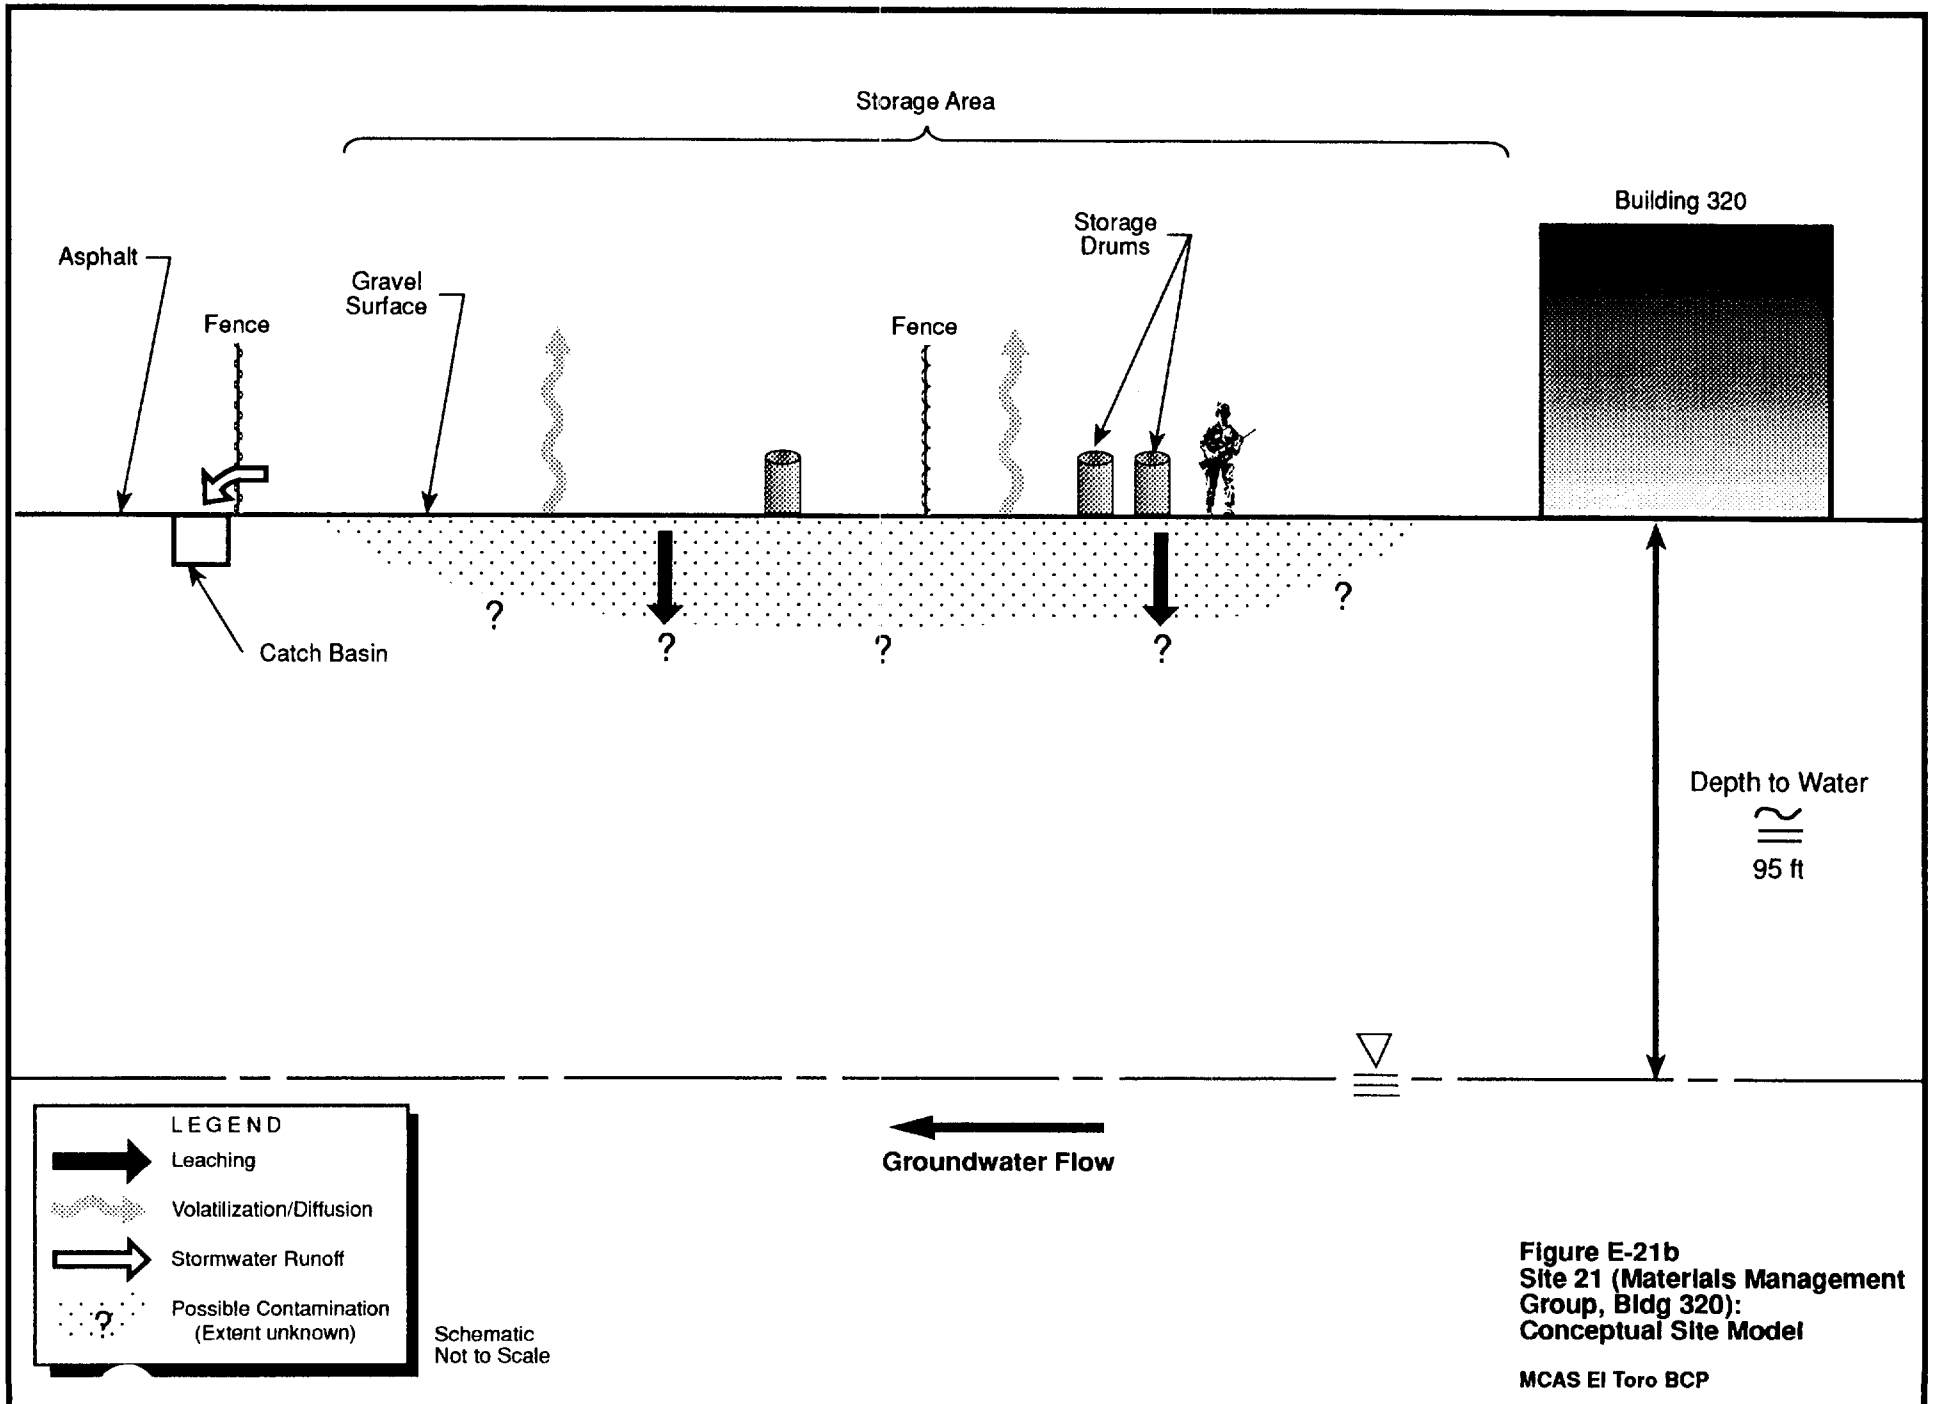 Storage Area
Building 320
Storage
Drums
Asphalt
Gravel
Surface
Fence
Fence
?
?
?
?
?
Catch Basin
Depth to Water
≅
95 ft
Groundwater Flow
LEGEND
Leaching
Volatilization/Diffusion
Stormwater Runoff
?
Possible Contamination
(Extent unknown)
Schematic
Not to Scale
Figure E-21b
Site 21 (Materials Management
Group, Bldg 320):
Conceptual Site Model
MCAS El Toro BCP